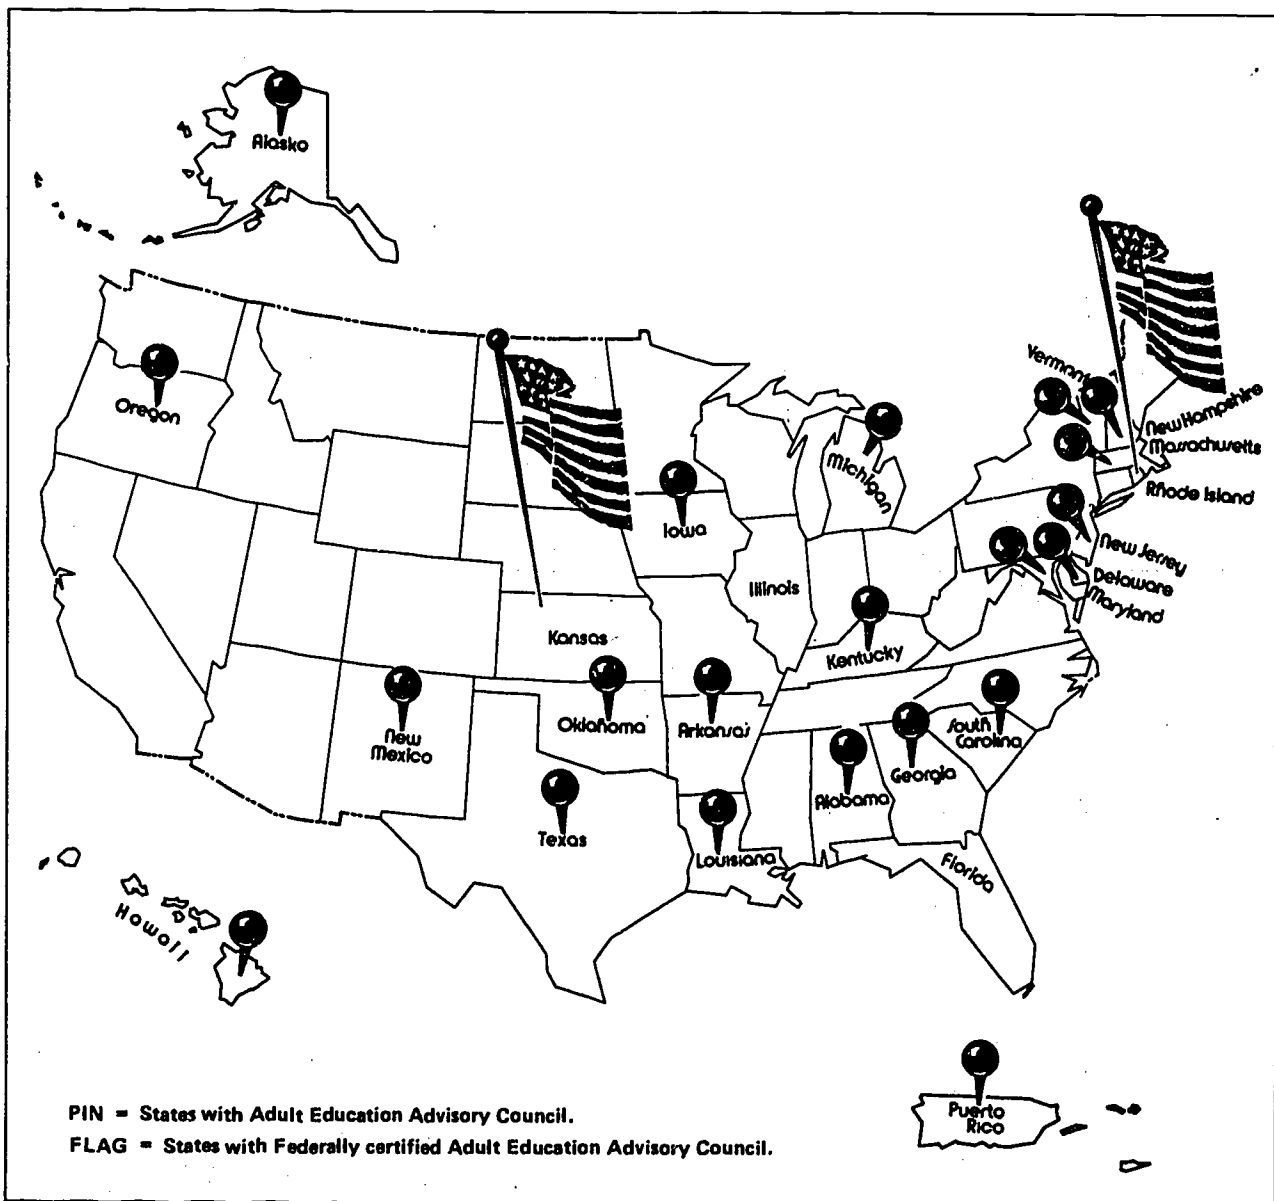 Alaska
Oregon
Vermont
New Hampshire
Massachusetts
Rhode Island
Michigan
Iowa
New Jersey
Delaware
Maryland
Illinois
Kansas
Kentucky
Oklahoma
Arkansas
South
Carolina
New
Mexico
Georgia
Alabama
Texas
Louisiana
Florida
Hawaii
Puerto
Rico
PIN = States with Adult Education Advisory Council.
FLAG = States with Federally certified Adult Education Advisory Council.